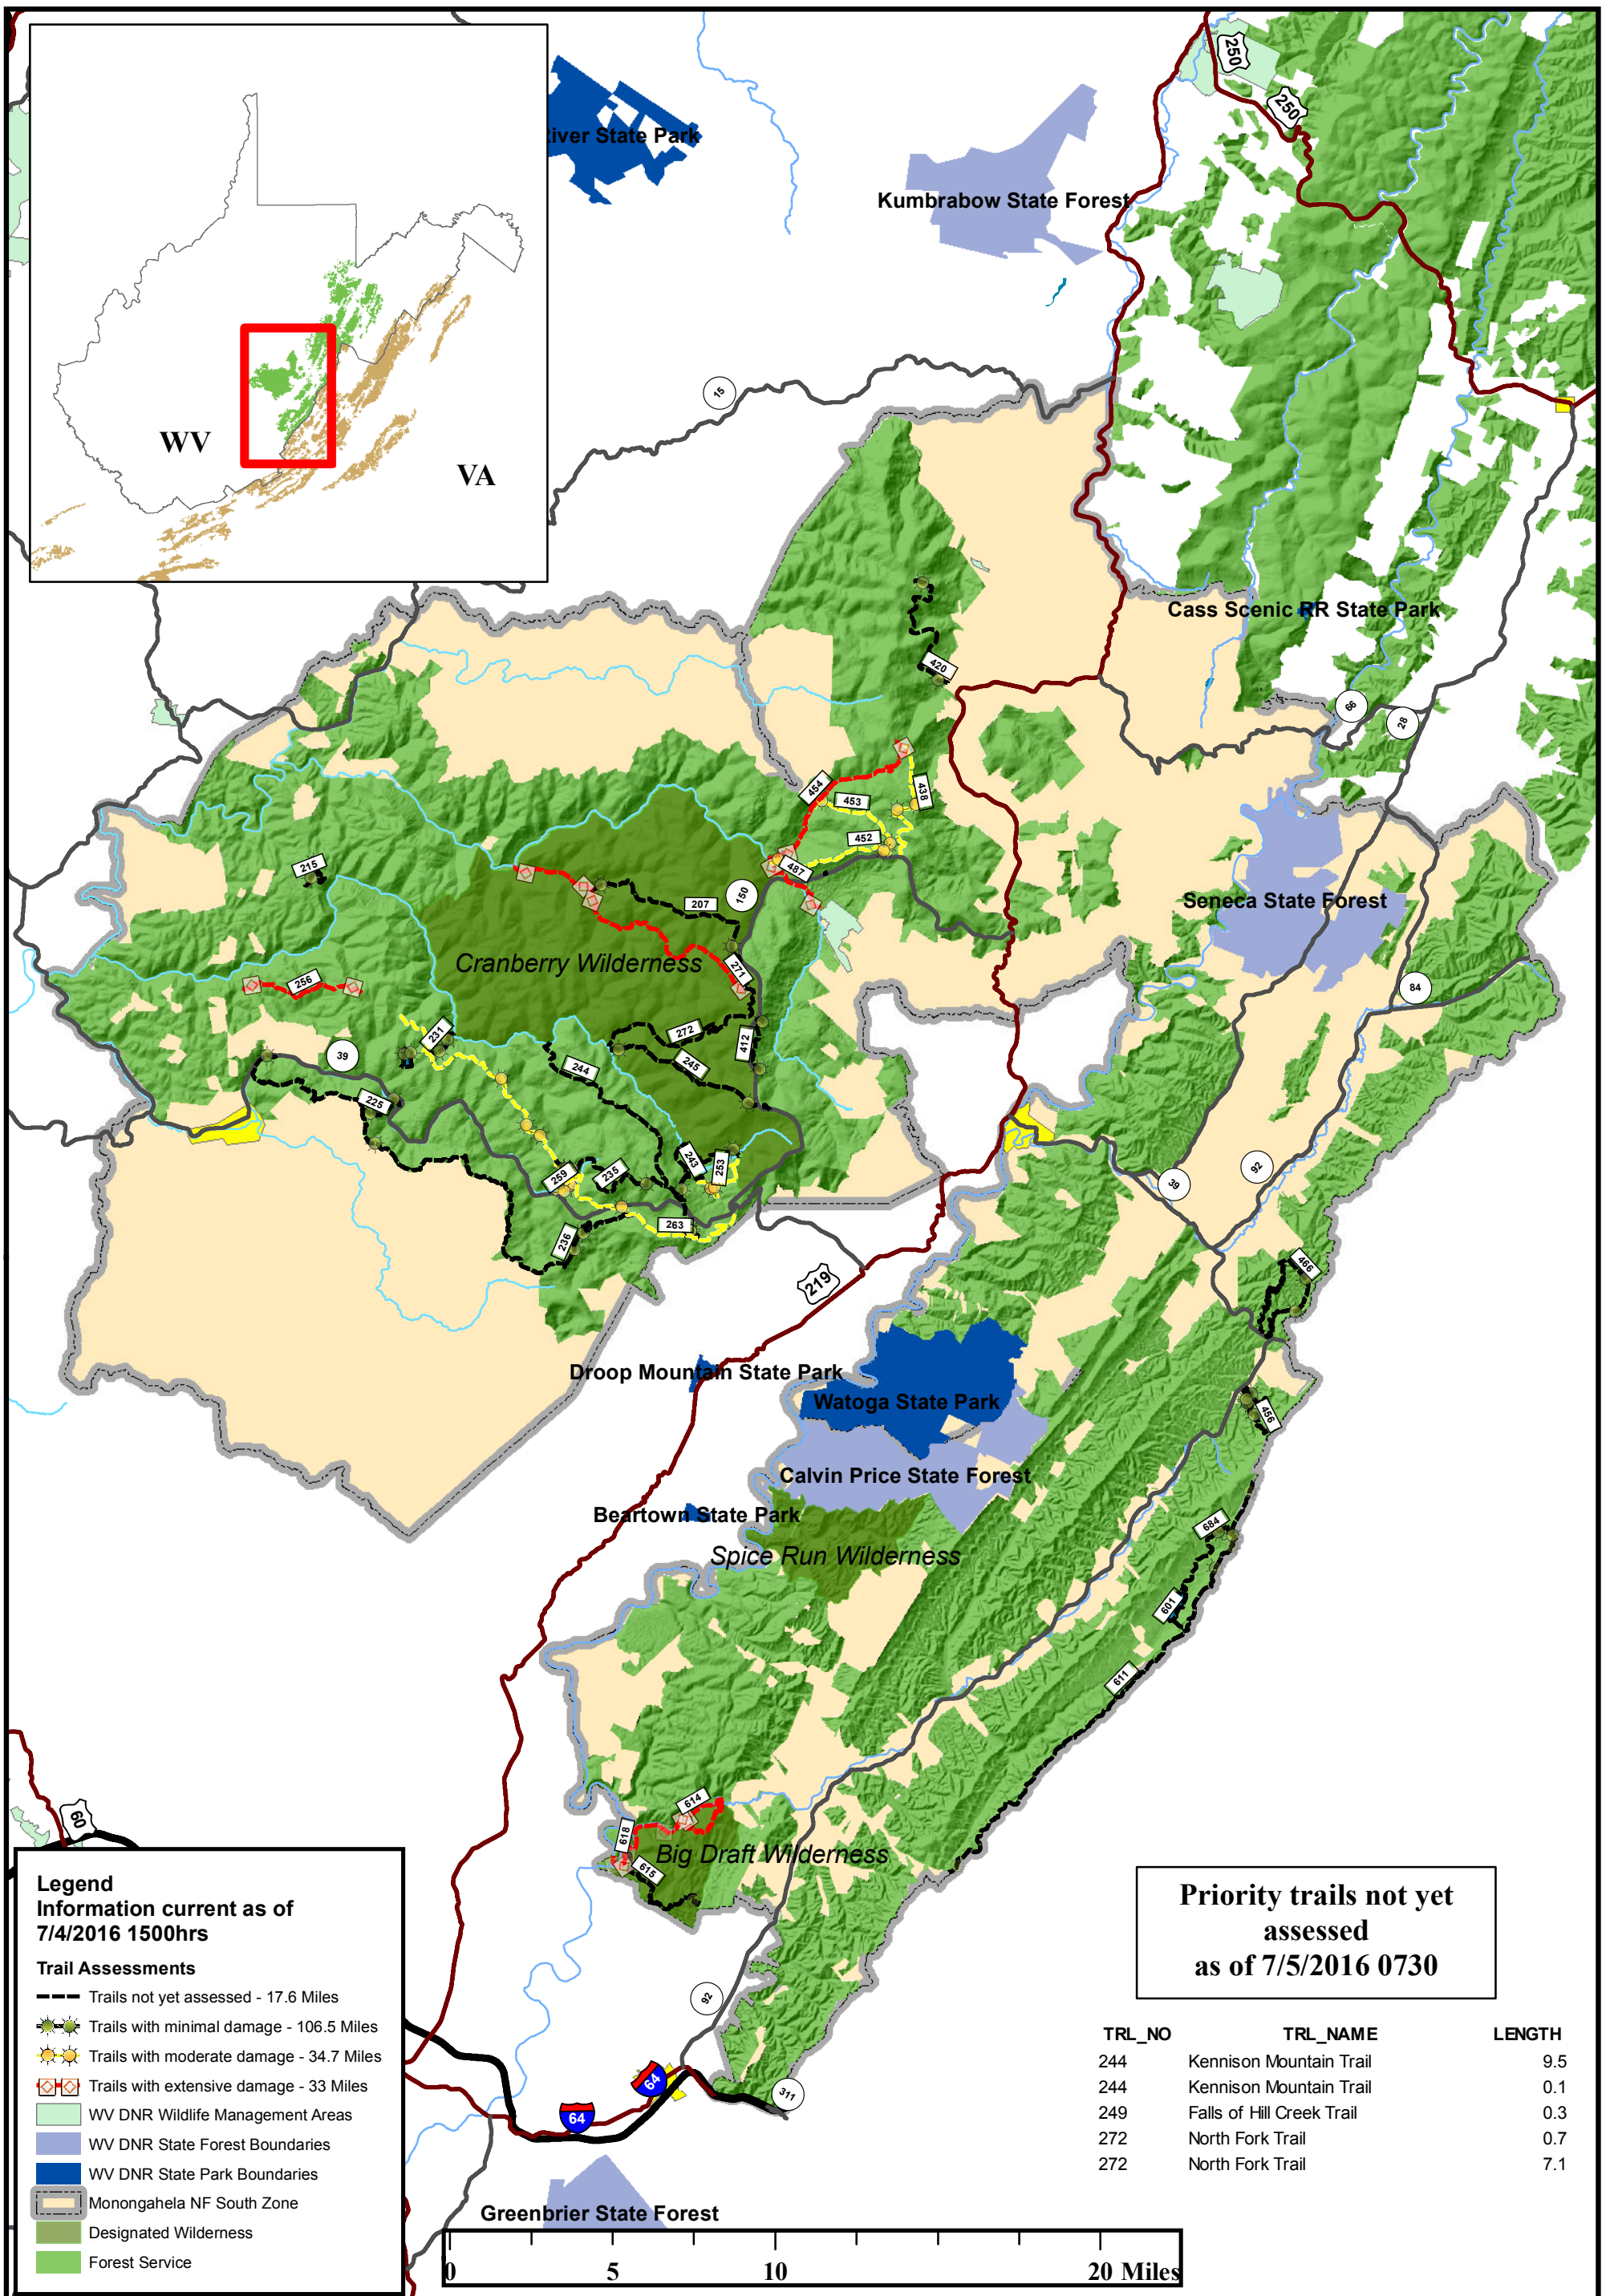 WV
VA
River State Park
Kumbrabow State Forest
250
250
15
Cass Scenic RR State Park
420
66
28
454
453
438
452
487
215
207
150
Seneca State Forest
Cranberry Wilderness
271
256
84
231
272
412
39
244
245
225
243
253
259
235
39
92
263
236
466
219
Droop Mountain State Park
Watoga State Park
456
Calvin Price State Forest
Beartown State Park
684
Spice Run Wilderness
601
611
614
60
618
Big Draft Wilderness
615
Legend
Information current as of
7/4/2016 1500hrs
Trail Assessments
Trails not yet assessed - 17.6 Miles
Trails with minimal damage - 106.5 Miles
Trails with moderate damage - 34.7 Miles
Trails with extensive damage - 33 Miles
WV DNR Wildlife Management Areas
WV DNR State Forest Boundaries
WV DNR State Park Boundaries
Monongahela NF South Zone
Designated Wilderness
Forest Service
92
64
64
311
Greenbrier State Forest
0 5 10 20 Miles
Priority trails not yet
assessed
as of 7/5/2016 0730
TRL_NO TRL_NAME LENGTH
244 Kennison Mountain Trail 9.5
244 Kennison Mountain Trail 0.1
249 Falls of Hill Creek Trail 0.3
272 North Fork Trail 0.7
272 North Fork Trail 7.1